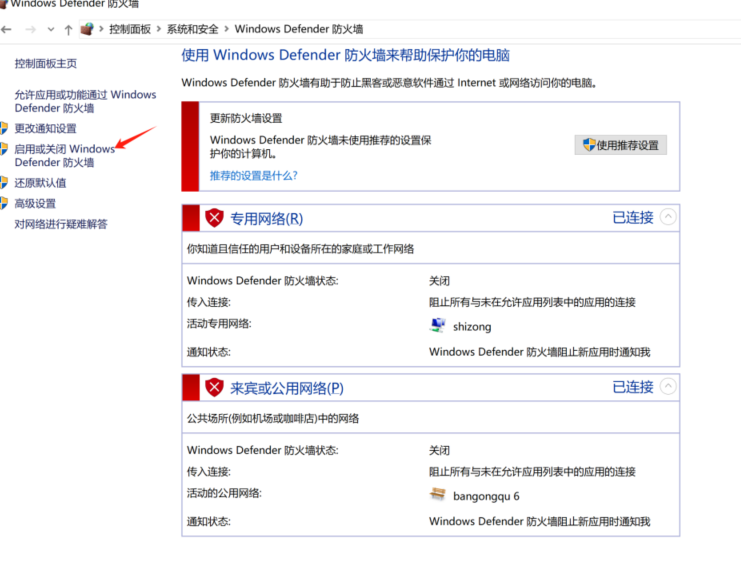 Windows Defender 防火墙
控制面板 > 系统和安全 > Windows Defender 防火墙
控制面板主页
允许应用或功能通过 Windows
Defender 防火墙
更改通知设置
启用或关闭 Windows
Defender 防火墙
还原默认值
高级设置
对网络进行疑难解答
使用 Windows Defender 防火墙来帮助保护你的电脑
Windows Defender 防火墙有助于防止黑客或恶意软件通过 Internet 或网络访问你的电脑。
更新防火墙设置
Windows Defender 防火墙未使用推荐的设置保
护你的计算机。
使用推荐设置
推荐的设置是什么?
专用网络(R) 已连接
你知道且信任的用户和设备所在的家庭或工作网络
Windows Defender 防火墙状态: 关闭
传入连接: 阻止所有与未在允许应用列表中的应用的连接
活动专用网络: shizong
通知状态: Windows Defender 防火墙阻止新应用时通知我
来宾或公用网络(P) 已连接
公共场所(例如机场或咖啡店)中的网络
Windows Defender 防火墙状态: 关闭
传入连接: 阻止所有与未在允许应用列表中的应用的连接
活动的公用网络: bangongqu 6
通知状态: Windows Defender 防火墙阻止新应用时通知我